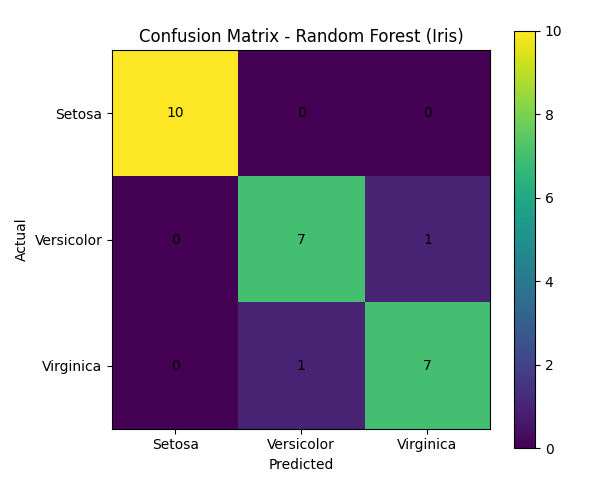 Confusion Matrix - Random Forest (Iris)
Actual
Setosa 10 0 0
Versicolor 0 7 1
Virginica 0 1 7
Setosa Versicolor Virginica
Predicted
10
8
6
4
2
0